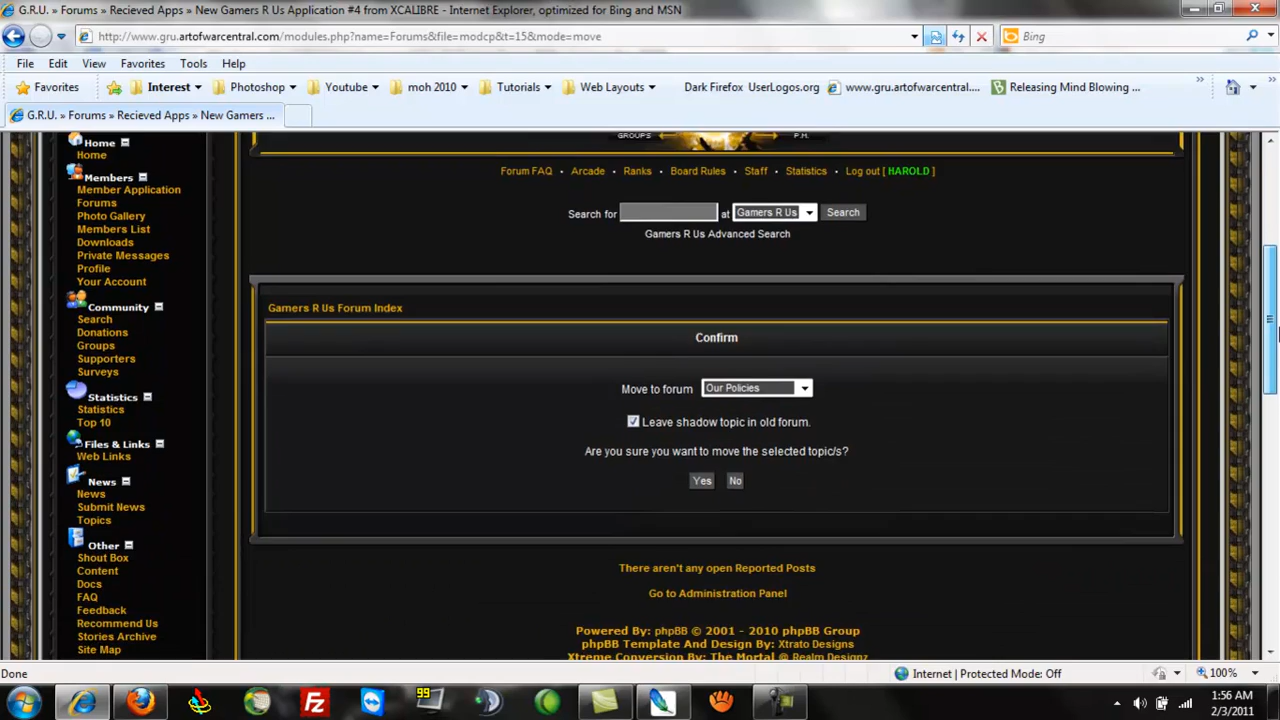 G.R.U. » Forums » Recieved Apps » New Gamers R Us Application #4 from XCALIBRE - Internet Explorer, optimized for Bing and MSN
http://www.gru.artofwarcentral.com/modules.php?name=Forums&file=modcp&t=15&mode=move
Bing
File Edit View Favorites Tools Help
Favorites Interest Photoshop Youtube moh 2010 Tutorials Web Layouts Dark Firefox UserLogos.org www.gru.artofwarcentral.... Releasing Mind Blowing ...
G.R.U. » Forums » Recieved Apps » New Gamers ...
GROUPS P.H.
Home
Home
Members
Member Application
Forums
Photo Gallery
Members List
Downloads
Private Messages
Profile
Your Account
Community
Search
Donations
Groups
Supporters
Surveys
Statistics
Statistics
Top 10
Files & Links
Web Links
News
News
Submit News
Topics
Other
Shout Box
Content
Docs
FAQ
Feedback
Recommend Us
Stories Archive
Site Map
Forum FAQ • Arcade • Ranks • Board Rules • Staff • Statistics • Log out [ HAROLD ]
Search for at Gamers R Us Search
Gamers R Us Advanced Search
Gamers R Us Forum Index
Confirm
Move to forum Our Policies
Leave shadow topic in old forum.
Are you sure you want to move the selected topic/s?
Yes No
There aren't any open Reported Posts
Go to Administration Panel
Powered By: phpBB © 2001 - 2010 phpBB Group
phpBB Template And Design By: Xtrato Designs
Xtreme Conversion By: The Mortal @ Realm Designz
Done
Internet | Protected Mode: Off
100%
99
1:56 AM
2/3/2011